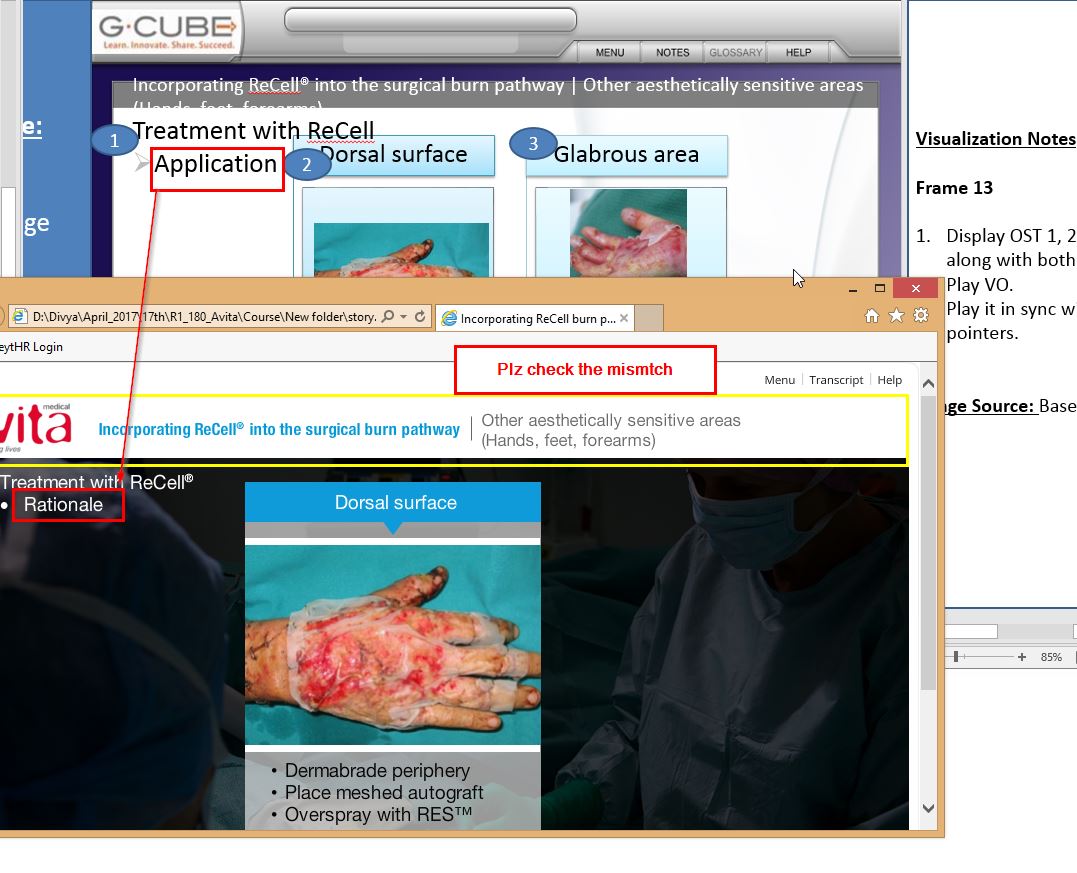 G·CUBE
Learn. Innovate. Share. Succeed.
MENU NOTES GLOSSARY HELP
Incorporating ReCell® into the surgical burn pathway | Other aesthetically sensitive areas
(Hands, feet, forearms)
e:
ge
1
Treatment with ReCell
Application
2
Dorsal surface
3
Glabrous area
Visualization Notes
Frame 13
1. Display OST 1, 2
along with both
Play VO.
Play it in sync w
pointers.
ge Source: Base
85%
D:\Divya\April_2017\17th\R1_180_Avita\Course\New folder\story.
Incorporating ReCell burn p...
eytHR Login
Plz check the mismtch
Menu Transcript Help
vita
medical
g lives
Incorporating ReCell® into the surgical burn pathway
Other aesthetically sensitive areas
(Hands, feet, forearms)
Treatment with ReCell®
• Rationale
Dorsal surface
• Dermabrade periphery
• Place meshed autograft
• Overspray with RES™